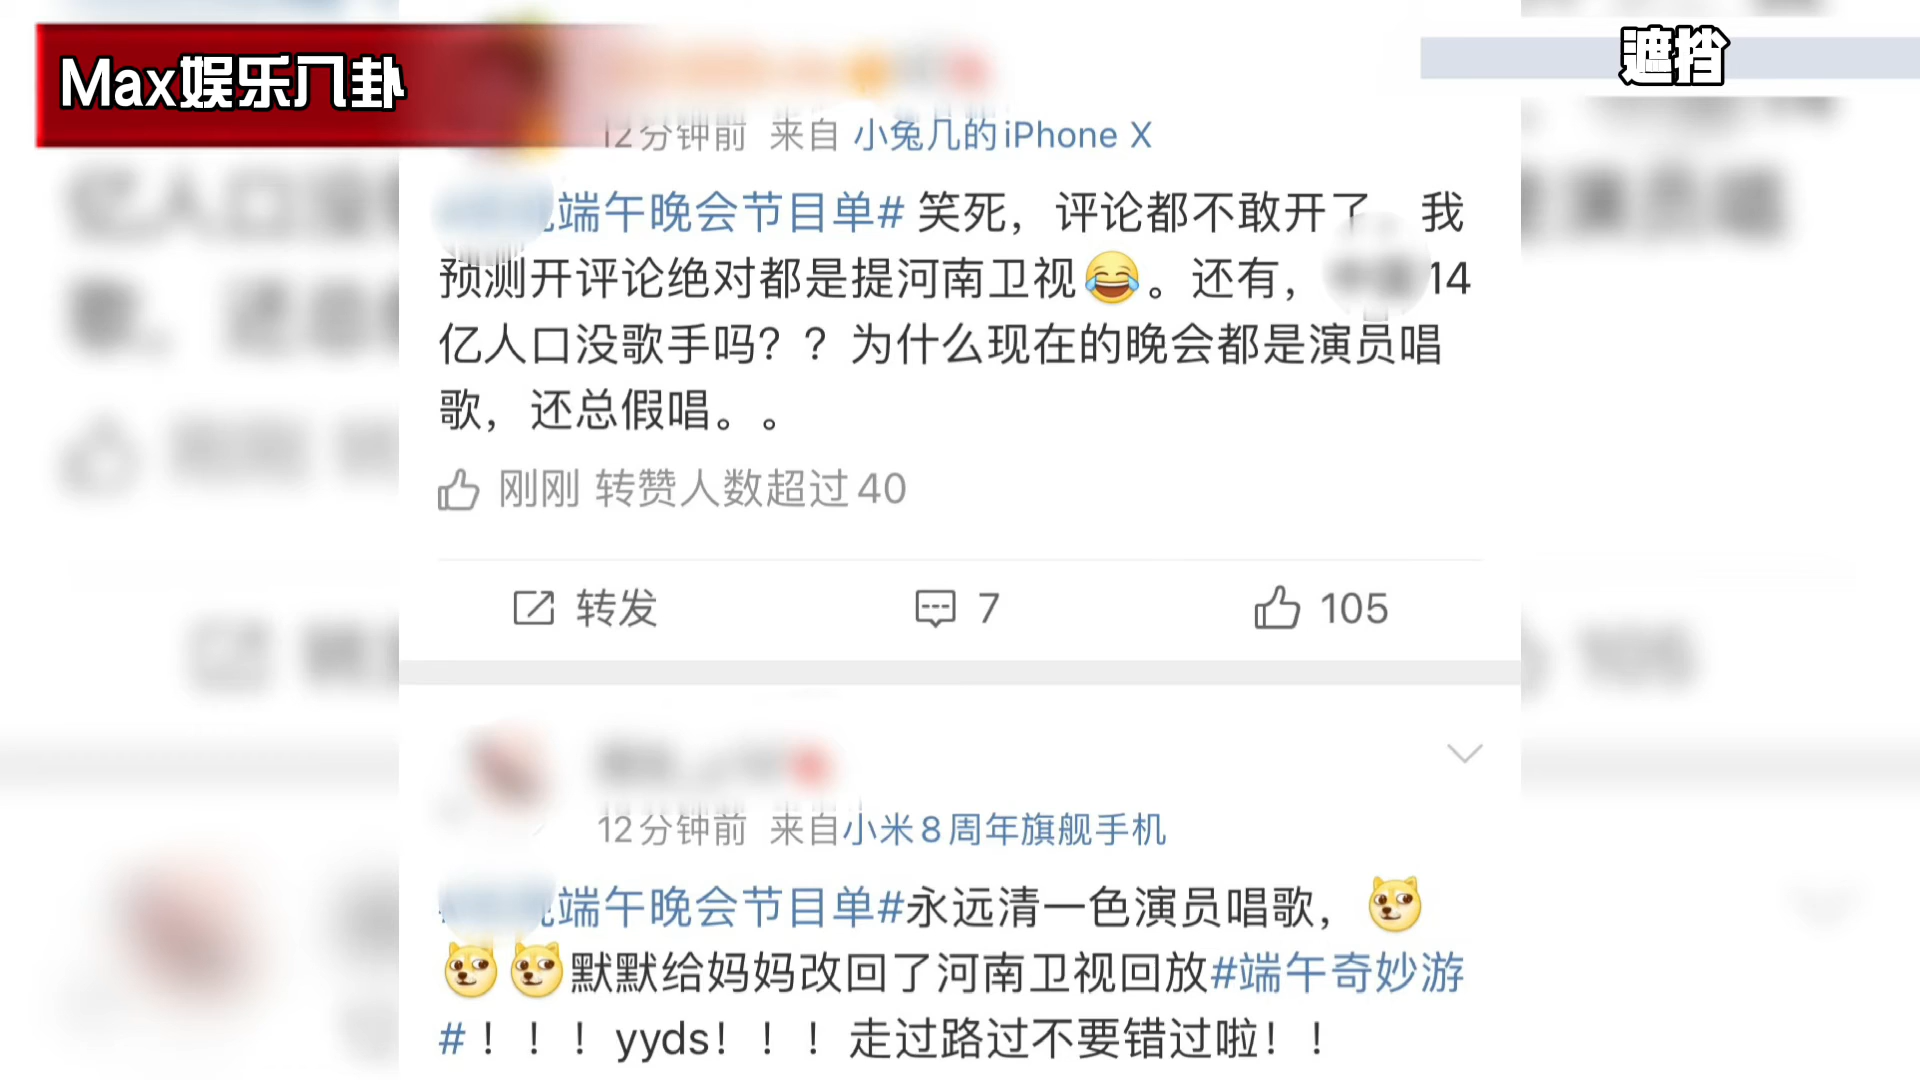 Max娱乐八卦
遮挡
12分钟前 来自 小兔几的iPhone X
端午晚会节目单# 笑死，评论都不敢开了 我
预测开评论绝对都是提河南卫视😂。还有， 14
亿人口没歌手吗？？为什么现在的晚会都是演员唱
歌，还总假唱。。
刚刚 转赞人数超过40
转发
7
105
12分钟前 来自小米8周年旗舰手机
端午晚会节目单#永远清一色演员唱歌，
默默给妈妈改回了河南卫视回放#端午奇妙游
#！！！yyds！！！走过路过不要错过啦！！